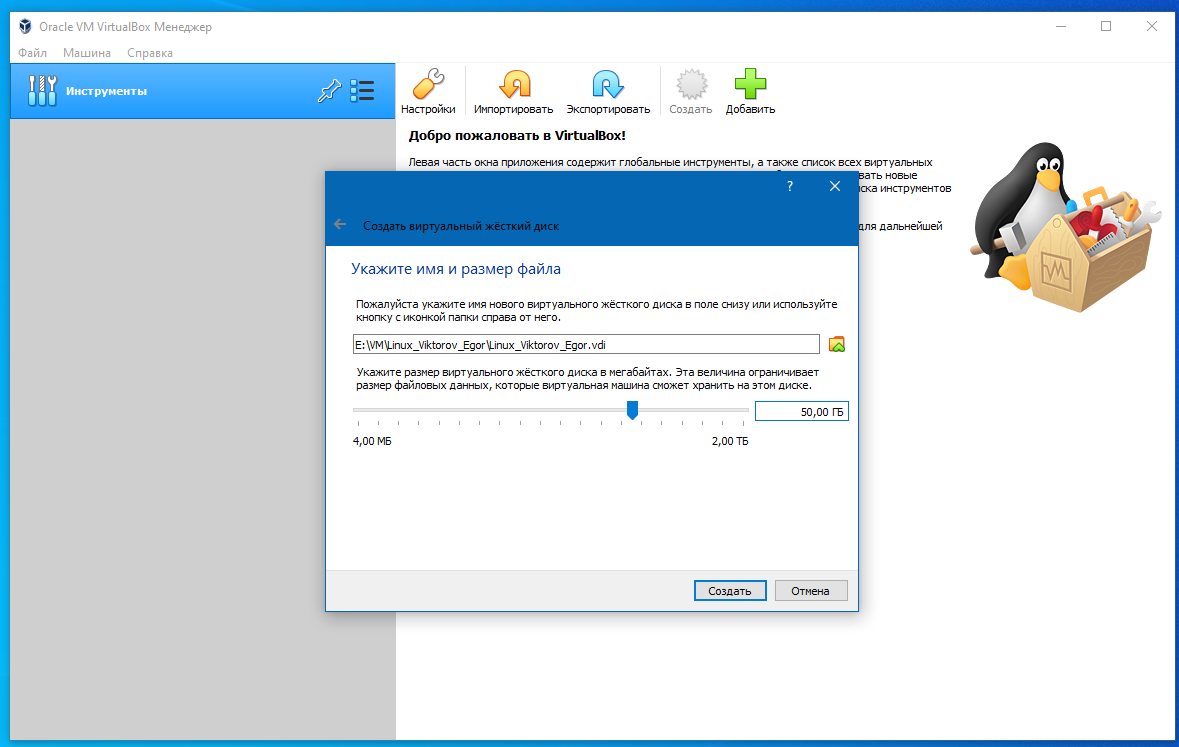 Oracle VM VirtualBox Менеджер
Файл Машина Справка
Инструменты
Настройки Импортировать Экспортировать Создать Добавить
Добро пожаловать в VirtualBox!
Левая часть окна приложения содержит глобальные инструменты, а также список всех виртуальных
вать новые
ска инструментов
для дальнейшей
?
Создать виртуальный жёсткий диск
Укажите имя и размер файла
Пожалуйста укажите имя нового виртуального жёсткого диска в поле снизу или используйте
кнопку с иконкой папки справа от него.
E:\VM\Linux_Viktorov_Egor\Linux_Viktorov_Egor.vdi
Укажите размер виртуального жёсткого диска в мегабайтах. Эта величина ограничивает
размер файловых данных, которые виртуальная машина сможет хранить на этом диске.
50,00 ГБ
4,00 МБ 2,00 ТБ
Создать Отмена